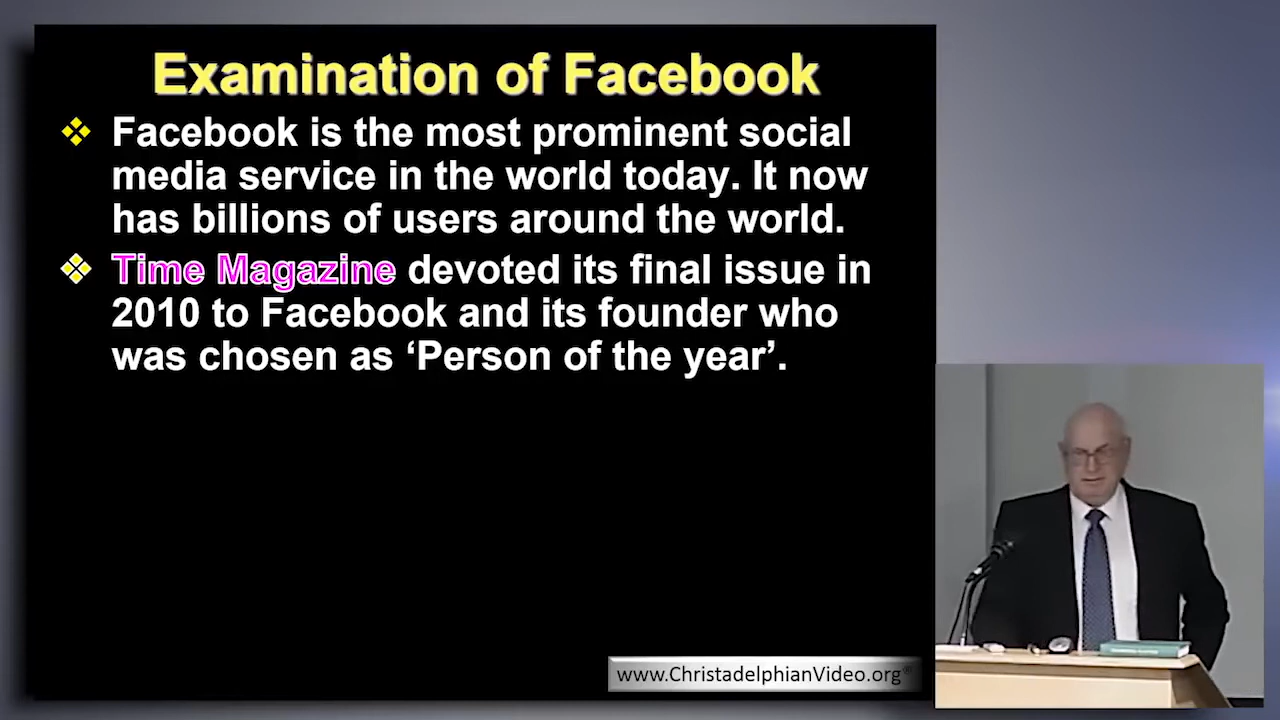 Examination of Facebook
❖ Facebook is the most prominent social
media service in the world today. It now
has billions of users around the world.
❖ Time Magazine devoted its final issue in
2010 to Facebook and its founder who
was chosen as ‘Person of the year’.
www.ChristadelphianVideo.org®